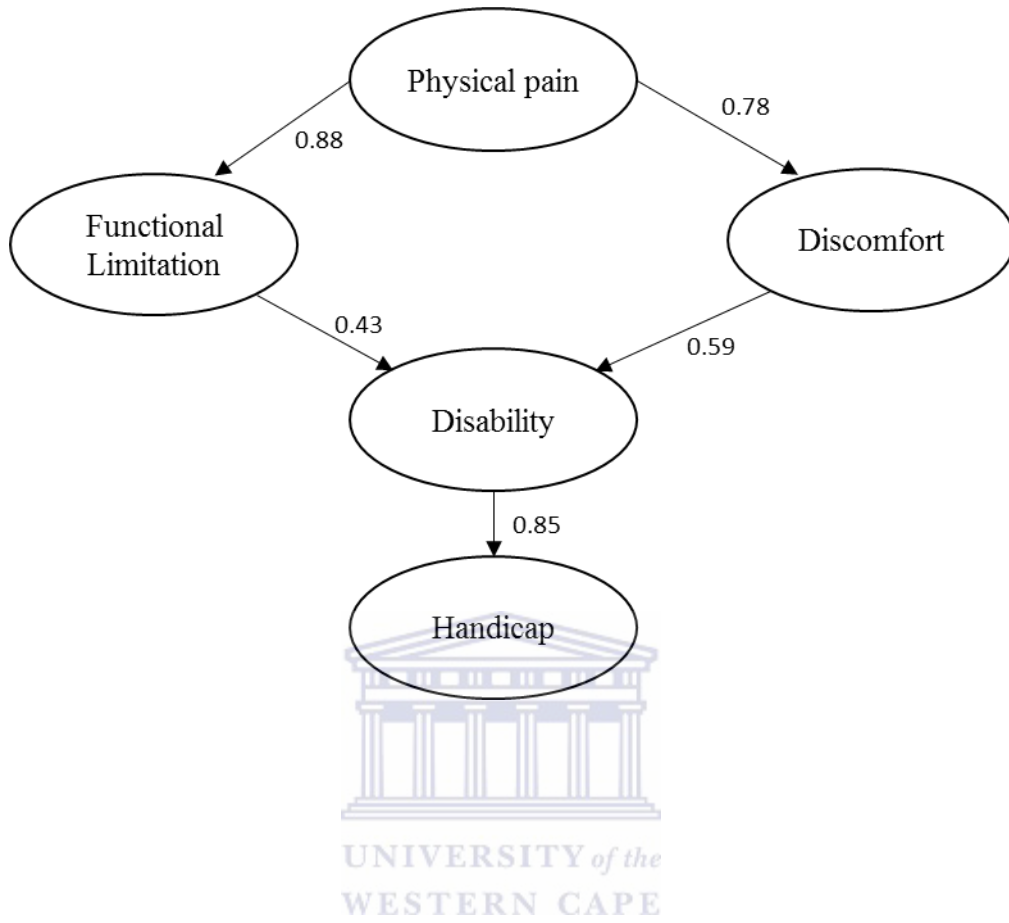 Physical pain
0.88
0.78
Functional
Limitation
Discomfort
0.43
0.59
Disability
0.85
Handicap
UNIVERSITY of the
WESTERN CAPE